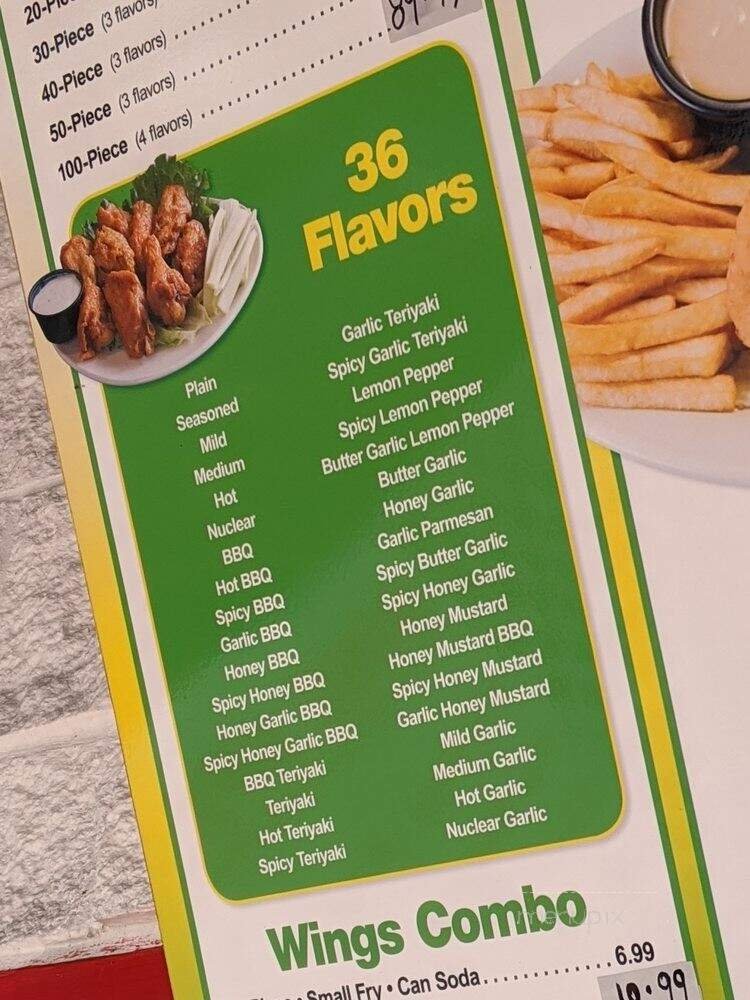 20-Piece
30-Piece (3 flavors)
40-Piece (3 flavors)
50-Piece (3 flavors)
100-Piece (4 flavors)
36
Flavors
Plain
Seasoned
Mild
Medium
Hot
Nuclear
BBQ
Hot BBQ
Spicy BBQ
Garlic BBQ
Honey BBQ
Spicy Honey BBQ
Honey Garlic BBQ
Spicy Honey Garlic BBQ
BBQ Teriyaki
Teriyaki
Hot Teriyaki
Spicy Teriyaki
Garlic Teriyaki
Spicy Garlic Teriyaki
Lemon Pepper
Spicy Lemon Pepper
Butter Garlic Lemon Pepper
Butter Garlic
Honey Garlic
Garlic Parmesan
Spicy Butter Garlic
Spicy Honey Garlic
Honey Mustard
Honey Mustard BBQ
Spicy Honey Mustard
Garlic Honey Mustard
Mild Garlic
Medium Garlic
Hot Garlic
Nuclear Garlic
Wings Combo
• Small Fry • Can Soda............6.99
10.99
menupix